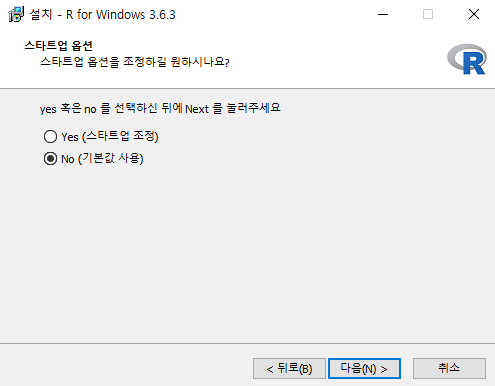 설치 - R for Windows 3.6.3
스타트업 옵션
스타트업 옵션을 조정하길 원하시나요?
R
yes 혹은 no 를 선택하신 뒤에 Next 를 눌러주세요
Yes (스타트업 조정)
No (기본값 사용)
< 뒤로(B)
다음(N) >
취소